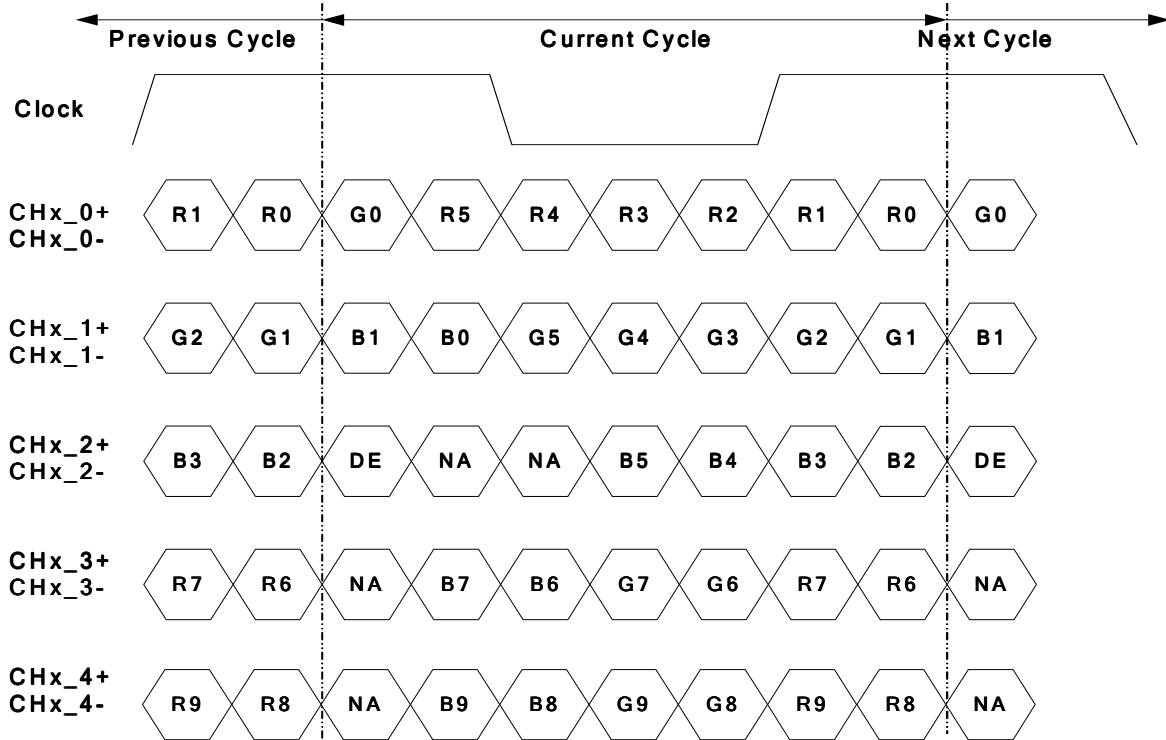 Previous Cycle Current Cycle Next Cycle
Clock
CHx_0+
CHx_0-
R1 R0 G0 R5 R4 R3 R2 R1 R0 G0
CHx_1+
CHx_1-
G2 G1 B1 B0 G5 G4 G3 G2 G1 B1
CHx_2+
CHx_2-
B3 B2 DE NA NA B5 B4 B3 B2 DE
CHx_3+
CHx_3-
R7 R6 NA B7 B6 G7 G6 R7 R6 NA
CHx_4+
CHx_4-
R9 R8 NA B9 B8 G9 G8 R9 R8 NA